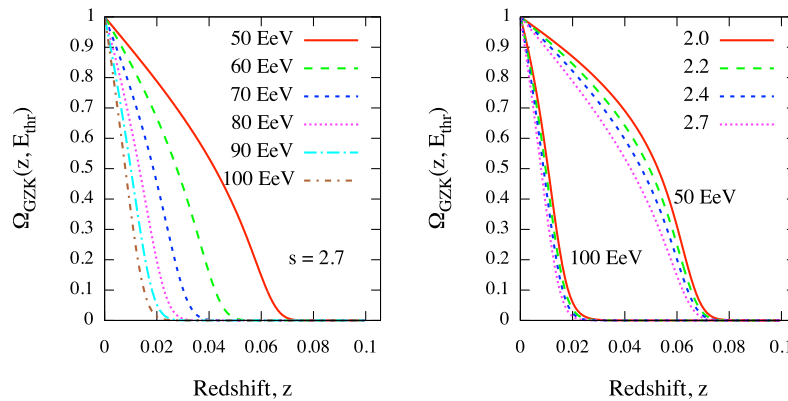 Ω_GZK(z, E_thr)
1
0.9
0.8
0.7
0.6
0.5
0.4
0.3
0.2
0.1
0
0 0.02 0.04 0.06 0.08 0.1
Redshift, z
50 EeV
60 EeV
70 EeV
80 EeV
90 EeV
100 EeV
s = 2.7
Ω_GZK(z, E_thr)
1
0.9
0.8
0.7
0.6
0.5
0.4
0.3
0.2
0.1
0
0 0.02 0.04 0.06 0.08 0.1
Redshift, z
2.0
2.2
2.4
2.7
50 EeV
100 EeV